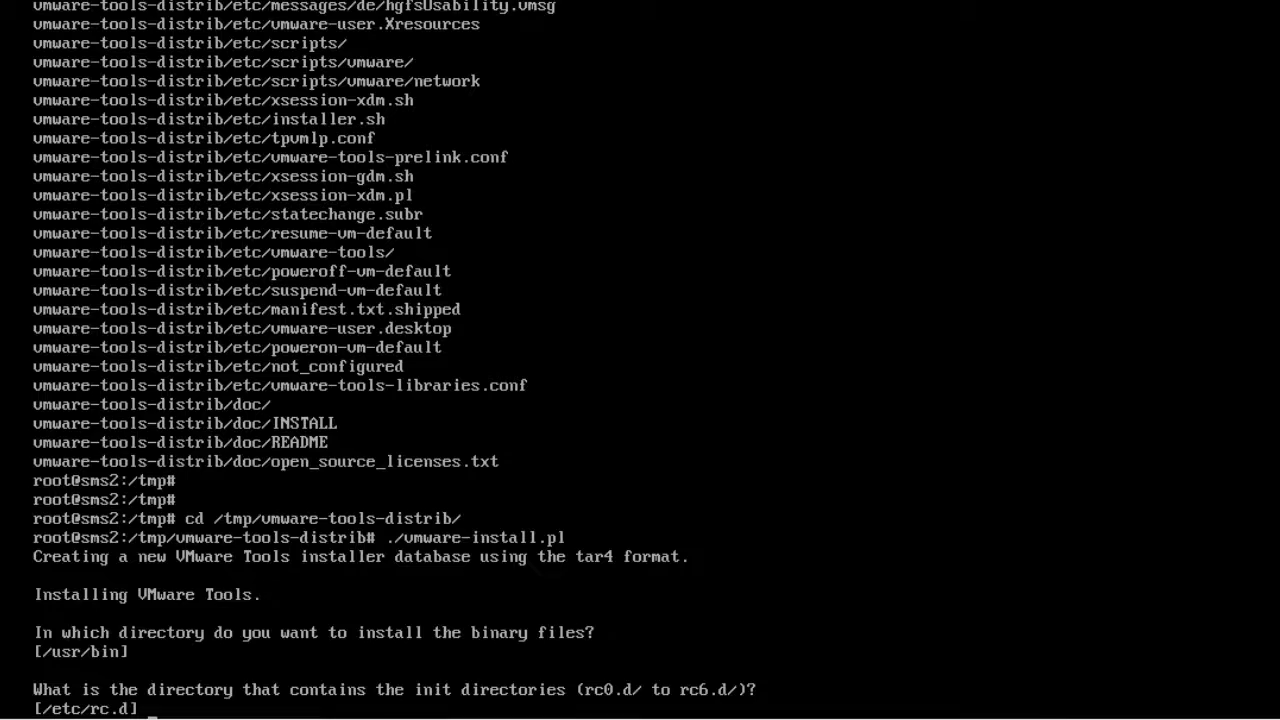 vmware-tools-distrib/etc/messages/de/hgfsUsability.vmsg
vmware-tools-distrib/etc/vmware-user.Xresources
vmware-tools-distrib/etc/scripts/
vmware-tools-distrib/etc/scripts/vmware/
vmware-tools-distrib/etc/scripts/vmware/network
vmware-tools-distrib/etc/xsession-xdm.sh
vmware-tools-distrib/etc/installer.sh
vmware-tools-distrib/etc/tpvmlp.conf
vmware-tools-distrib/etc/vmware-tools-prelink.conf
vmware-tools-distrib/etc/xsession-gdm.sh
vmware-tools-distrib/etc/xsession-xdm.pl
vmware-tools-distrib/etc/statechange.subr
vmware-tools-distrib/etc/resume-vm-default
vmware-tools-distrib/etc/vmware-tools/
vmware-tools-distrib/etc/poweroff-vm-default
vmware-tools-distrib/etc/suspend-vm-default
vmware-tools-distrib/etc/manifest.txt.shipped
vmware-tools-distrib/etc/vmware-user.desktop
vmware-tools-distrib/etc/poweron-vm-default
vmware-tools-distrib/etc/not_configured
vmware-tools-distrib/etc/vmware-tools-libraries.conf
vmware-tools-distrib/doc/
vmware-tools-distrib/doc/INSTALL
vmware-tools-distrib/doc/README
vmware-tools-distrib/doc/open_source_licenses.txt
root@sms2:/tmp#
root@sms2:/tmp#
root@sms2:/tmp# cd /tmp/vmware-tools-distrib/
root@sms2:/tmp/vmware-tools-distrib# ./vmware-install.pl
Creating a new VMware Tools installer database using the tar4 format.
Installing VMware Tools.
In which directory do you want to install the binary files?
[/usr/bin]
What is the directory that contains the init directories (rc0.d/ to rc6.d/)?
[/etc/rc.d]